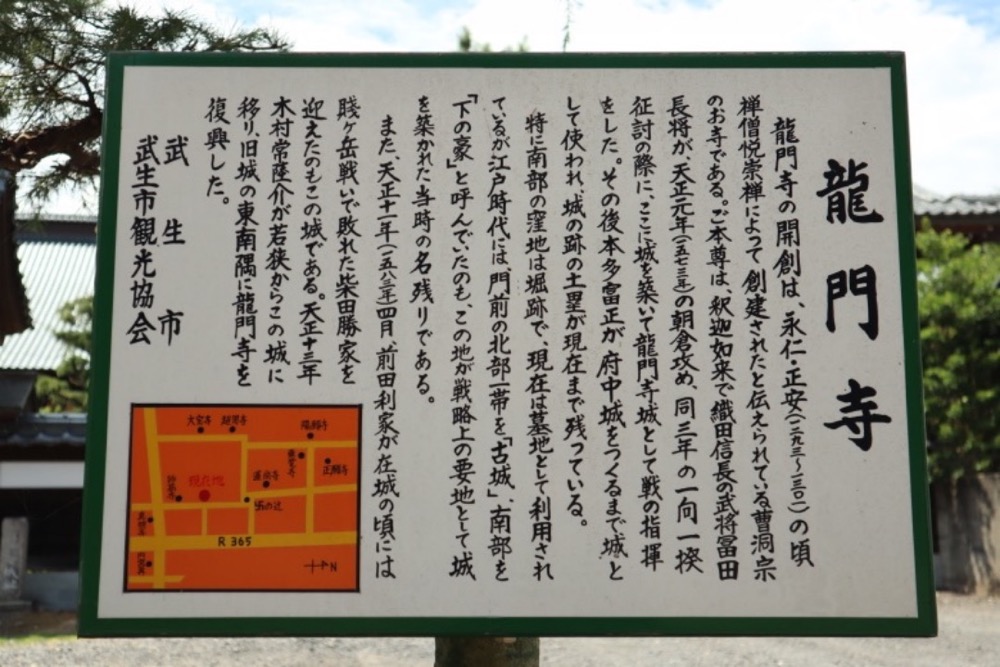 龍門寺
龍門寺の開創は、永仁・正安(一二九三〜一三〇一)の頃
禅僧悦崇禅によって創建されたと伝えられている曹洞宗
のお寺である。ご本尊は、釈迦如来で織田信長の武将冨田
長将が、天正元年(一五七三年)の朝倉攻め、同三年の一向一揆
征討の際に、ここに城を築いて龍門寺城として戦の指揮
をした。その後本多富正が府中城をつくるまで城と
して使われ、城の跡の土塁が現在まで残っている。
特に南部の窪地は堀跡で、現在は墓地として利用され
ているが江戸時代には、門前の北部一帯を「古城」、南部を
「下の豪」と呼んでいたのも、この地が戦略上の要地として城
を築かれた当時の名残りである。
また、天正十一年(一五八三年)四月、前田利家が在城の頃には
賤ヶ岳戦いで敗れた柴田勝家を
迎えたのもこの城である。天正十三年
木村常陸介が若狭からこの城に
移り、旧城の東南隅に龍門寺を
復興した。
武生市
武生市観光協会
大宝寺
陽願寺
正願寺
現在地
R 365
N